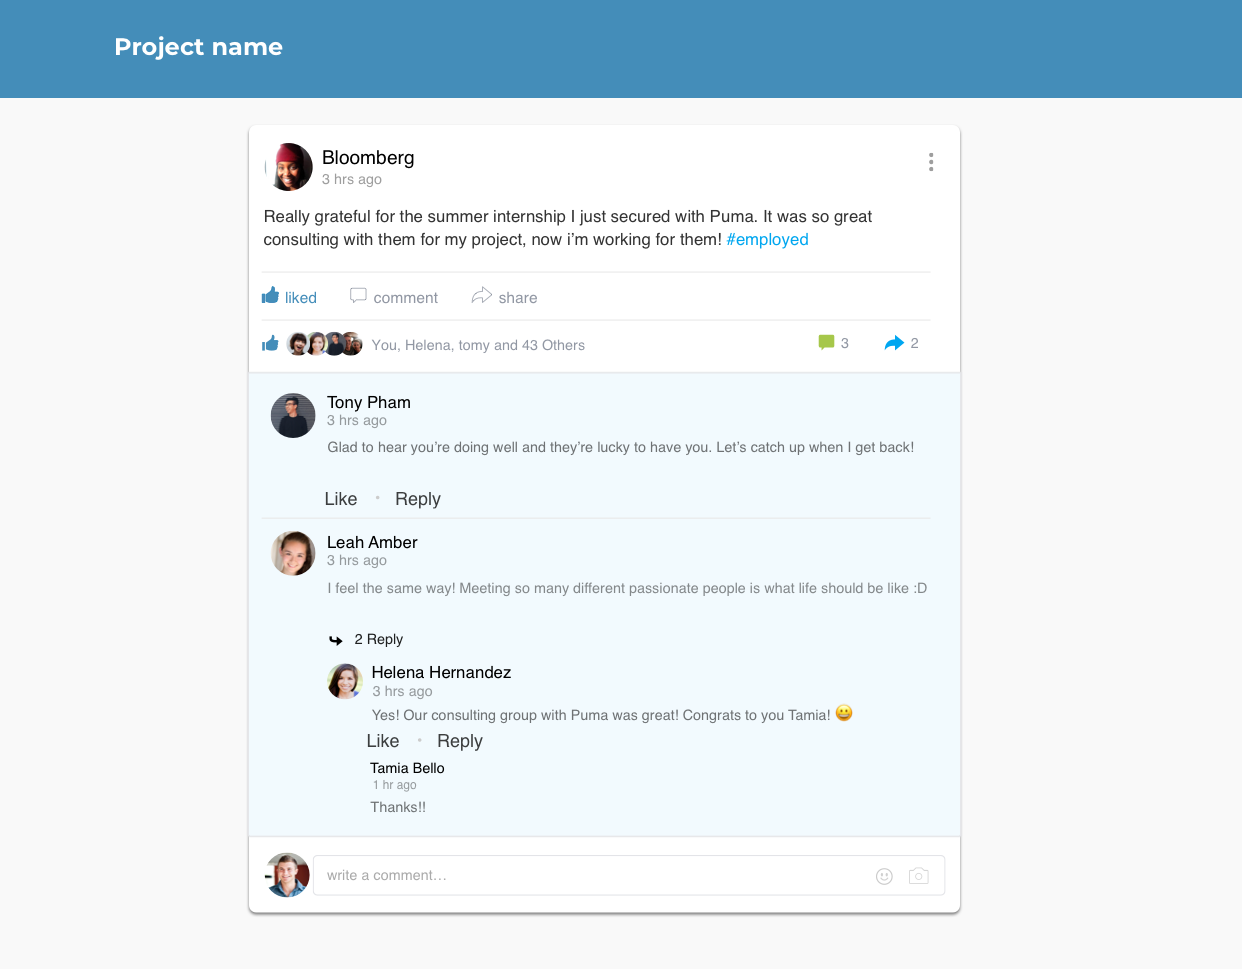 Project name
Bloomberg
3 hrs ago
Really grateful for the summer internship I just secured with Puma. It was so great
consulting with them for my project, now i’m working for them! #employed
liked comment share
You, Helena, tomy and 43 Others 3 2
Tony Pham
3 hrs ago
Glad to hear you’re doing well and they’re lucky to have you. Let’s catch up when I get back!
Like • Reply
Leah Amber
3 hrs ago
I feel the same way! Meeting so many different passionate people is what life should be like :D
2 Reply
Helena Hernandez
3 hrs ago
Yes! Our consulting group with Puma was great! Congrats to you Tamia! 😀
Like • Reply
Tamia Bello
1 hr ago
Thanks!!
write a comment...